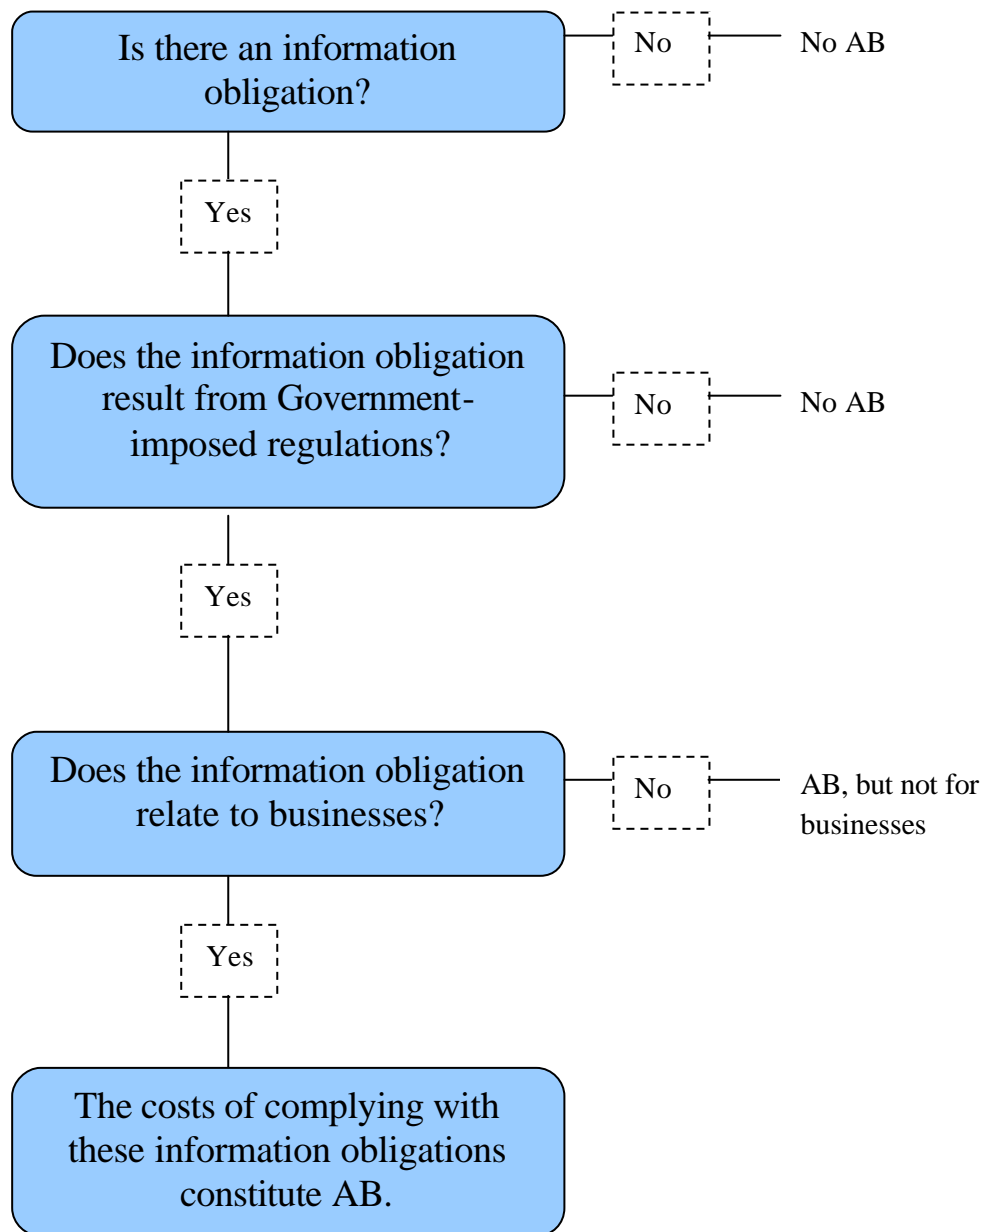 Is there an information
obligation?
No
No AB
Yes
Does the information obligation
result from Government-
imposed regulations?
No
No AB
Yes
Does the information obligation
relate to businesses?
No
AB, but not for
businesses
Yes
The costs of complying with
these information obligations
constitute AB.